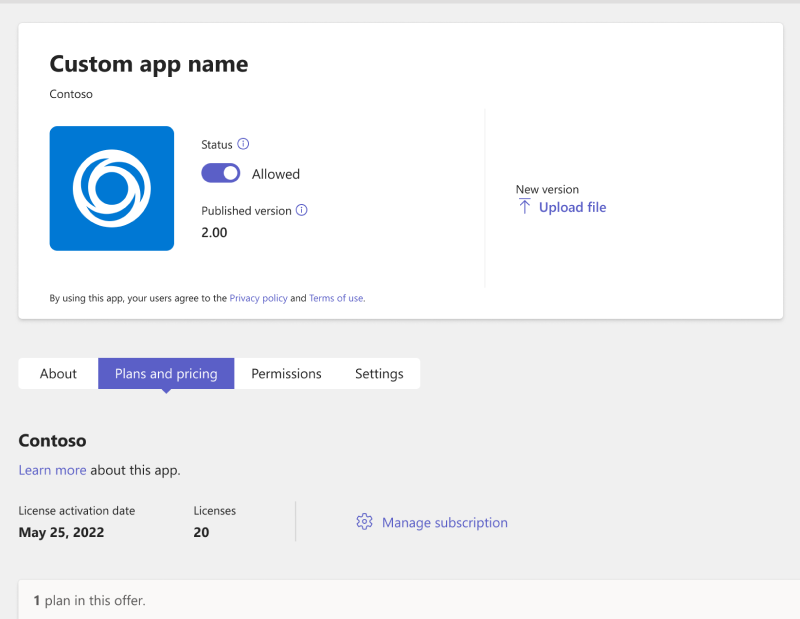 Custom app name
Contoso
Status
Allowed
Published version
2.00
New version
Upload file
By using this app, your users agree to the Privacy policy and Terms of use.
About Plans and pricing Permissions Settings
Contoso
Learn more about this app.
License activation date Licenses
May 25, 2022 20
Manage subscription
1 plan in this offer.